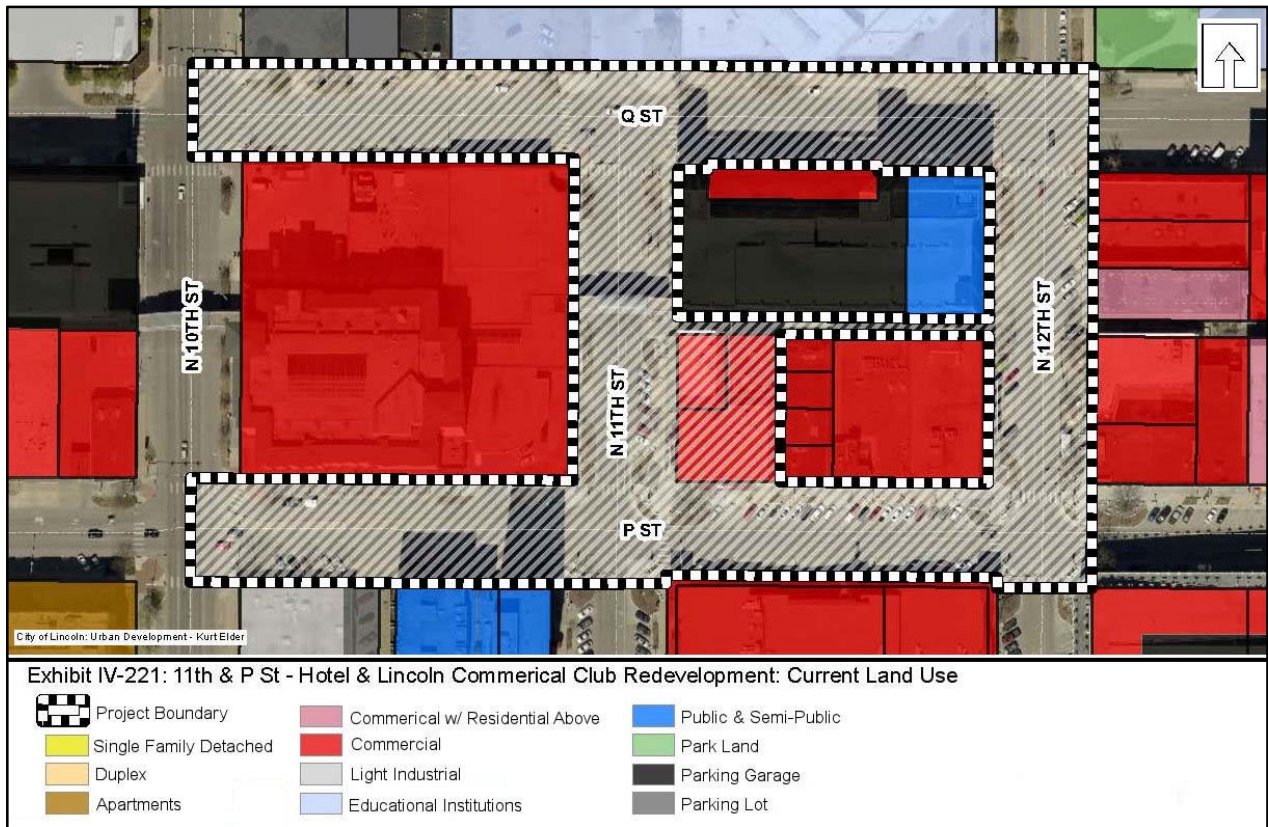 Q ST
N 10TH ST
N 11TH ST
N 12TH ST
P ST
City of Lincoln: Urban Development - Kurt Elder
Exhibit IV-221: 11th & P St - Hotel & Lincoln Commerical Club Redevelopment: Current Land Use
Project Boundary
Single Family Detached
Duplex
Apartments
Commerical w/ Residential Above
Commercial
Light Industrial
Educational Institutions
Public & Semi-Public
Park Land
Parking Garage
Parking Lot